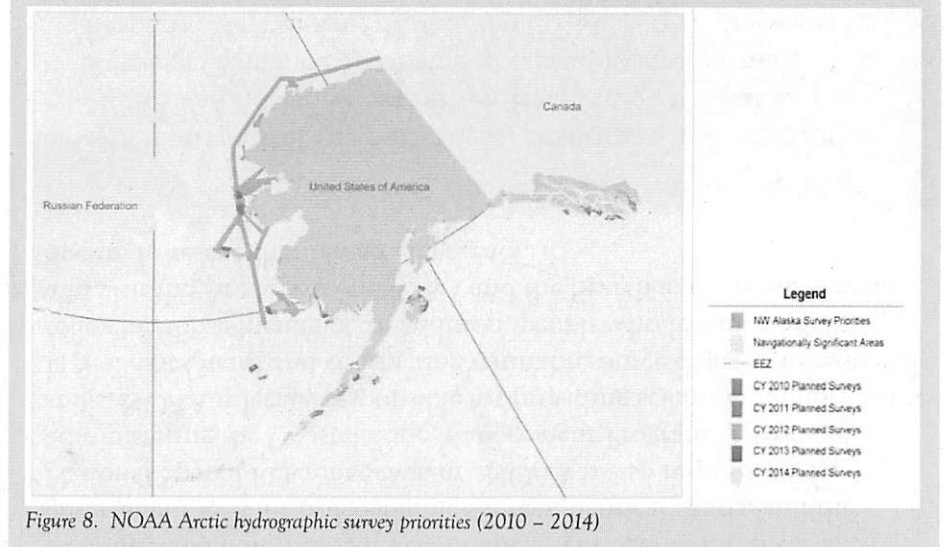 Canada
United States of America
Russian Federation
Legend
NW Alaska Survey Priorities
Navigationally Significant Areas
EEZ
CY 2010 Planned Surveys
CY 2011 Planned Surveys
CY 2012 Planned Surveys
CY 2013 Planned Surveys
CY 2014 Planned Surveys
Figure 8. NOAA Arctic hydrographic survey priorities (2010 – 2014)